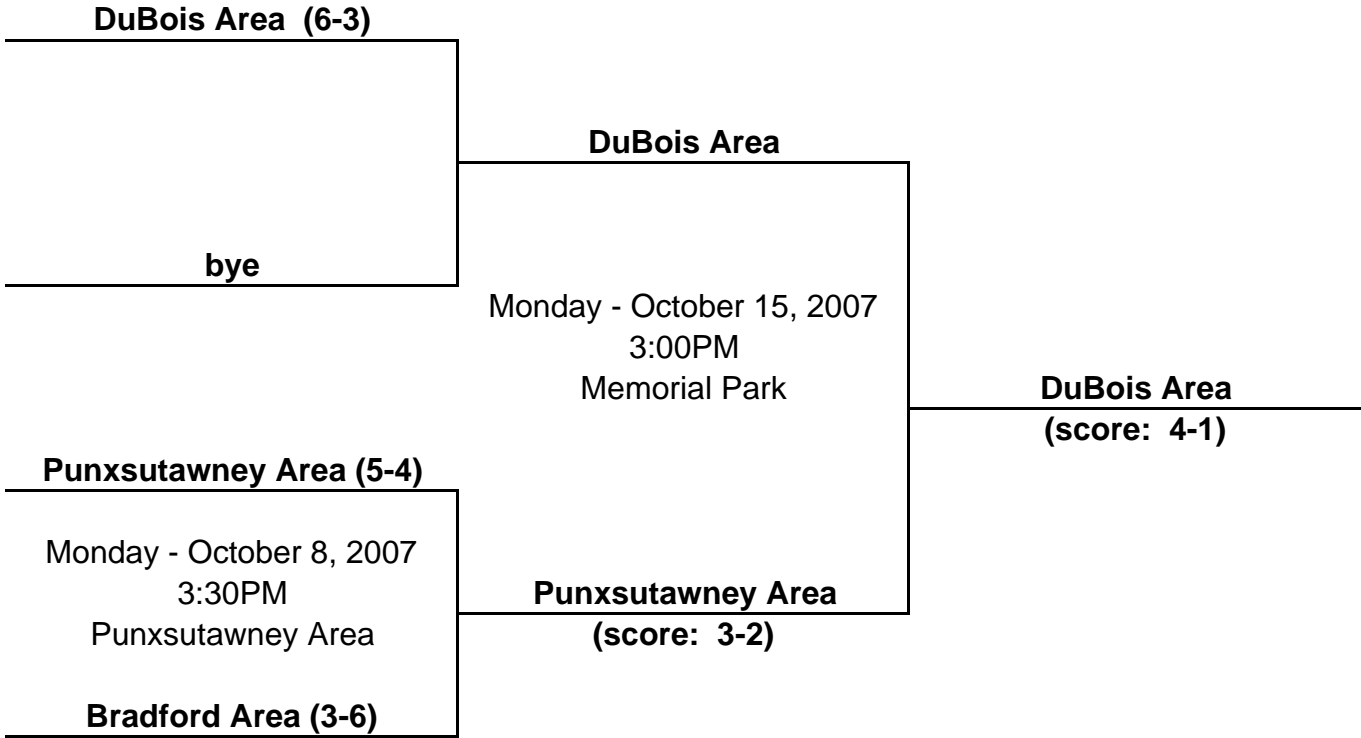 DuBois Area  (6-3)
DuBois Area
bye
Monday - October 15, 2007
3:00PM
Memorial Park
DuBois Area
(score:  4-1)
Punxsutawney Area (5-4)
Monday - October 8, 2007
3:30PM
Punxsutawney Area
Punxsutawney Area
(score:  3-2)
Bradford Area (3-6)